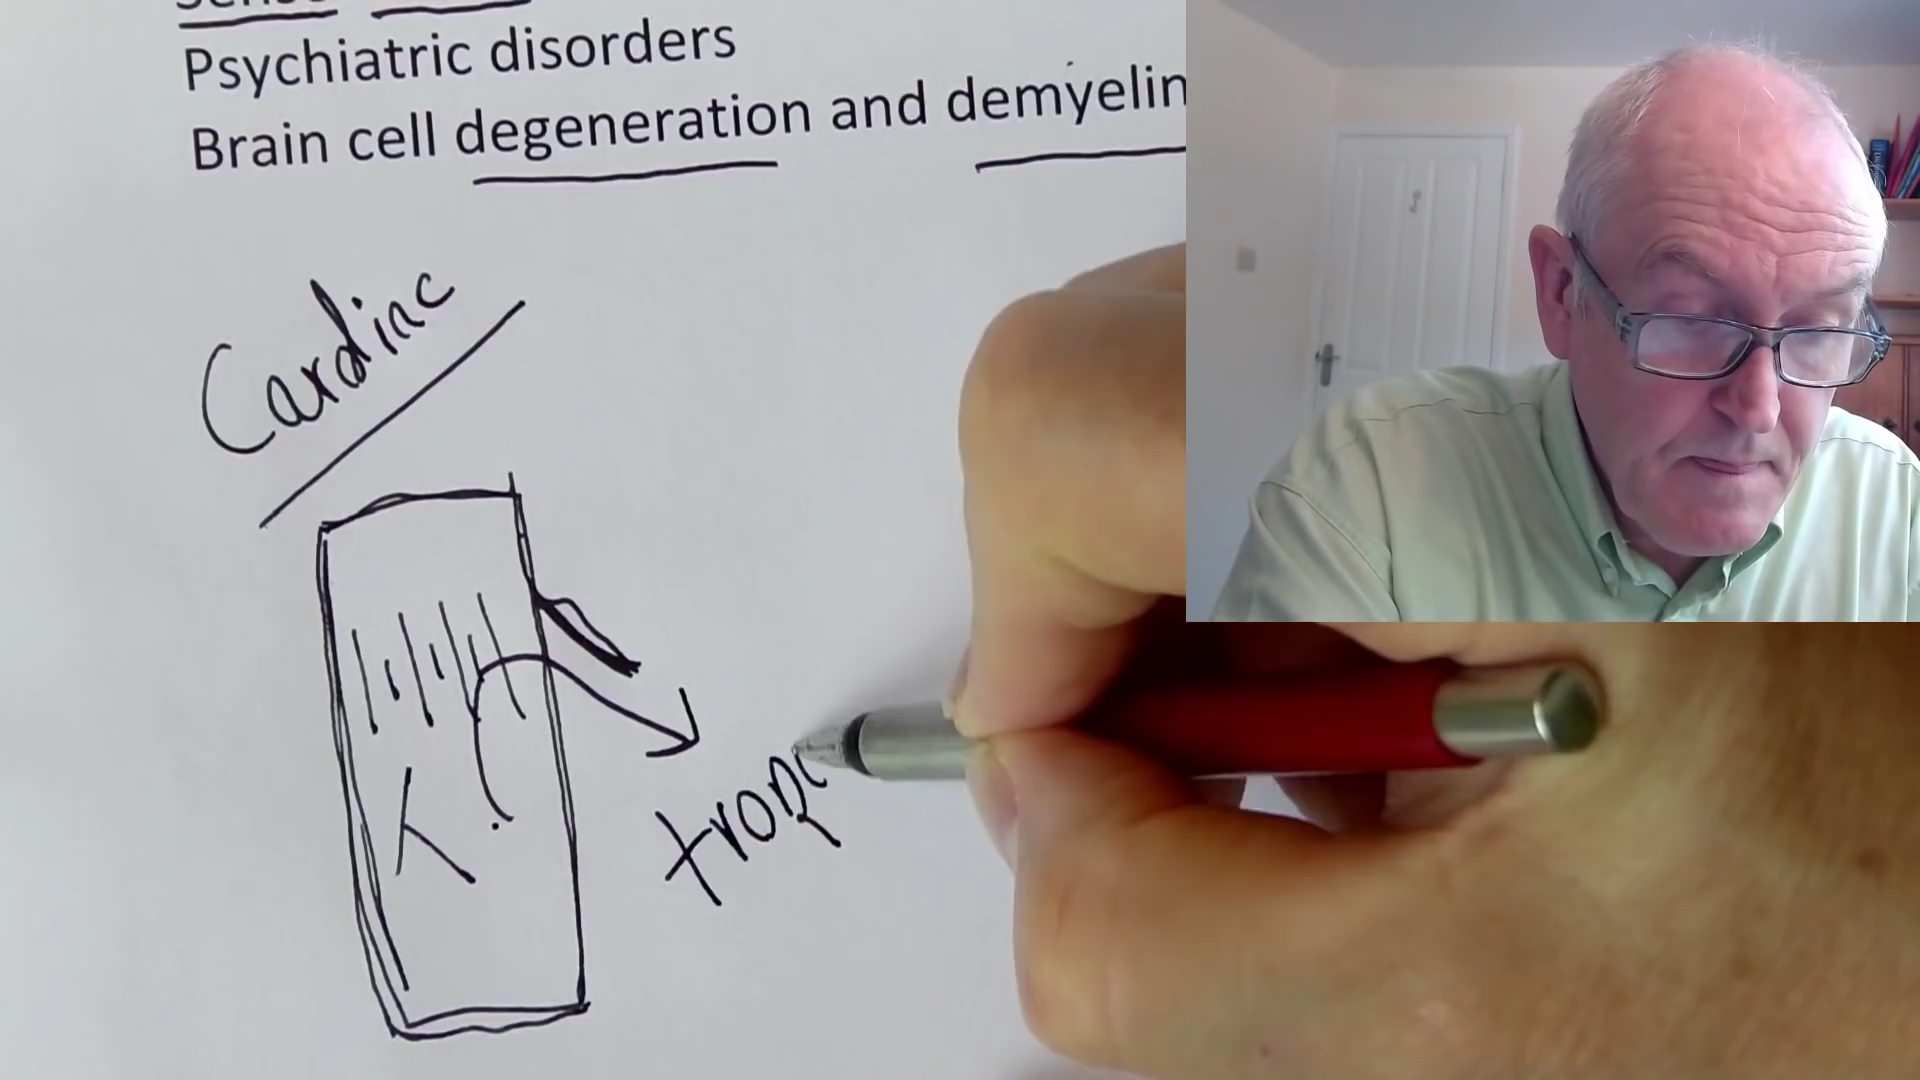 Psychiatric disorders
Brain cell degeneration and demyelin
Cardiac
K
trop